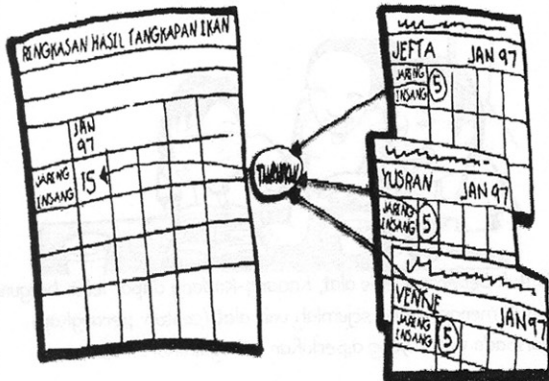 RINGKASAN HASIL TANGKAPAN IKAN
JAN
97
JARING
INSANG
15
JEFTA JAN 97
JARING
INSANG
5
YUSRAN JAN 97
JARING
INSANG
5
VENTJE JAN 97
JARING
INSANG
5